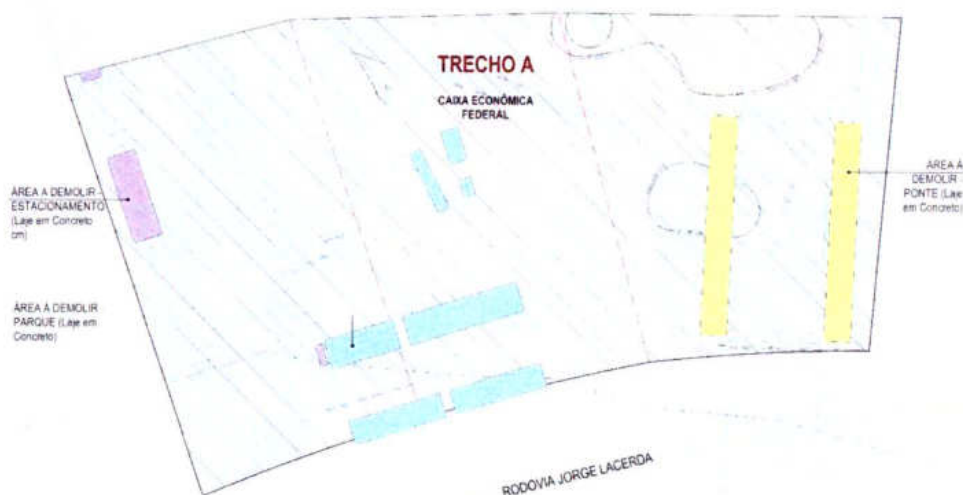 TRECHO A
CAIXA ECONÔMICA
FEDERAL
ÁREA A DEMOLIR -
ESTACIONAMENTO
(Laje em Concreto
cm)
ÁREA À
DEMOLIR -
PONTE (Laje
em Concreto)
ÁREA À DEMOLIR
PARQUE (Laje em
Concreto)
RODOVIA JORGE LACERDA